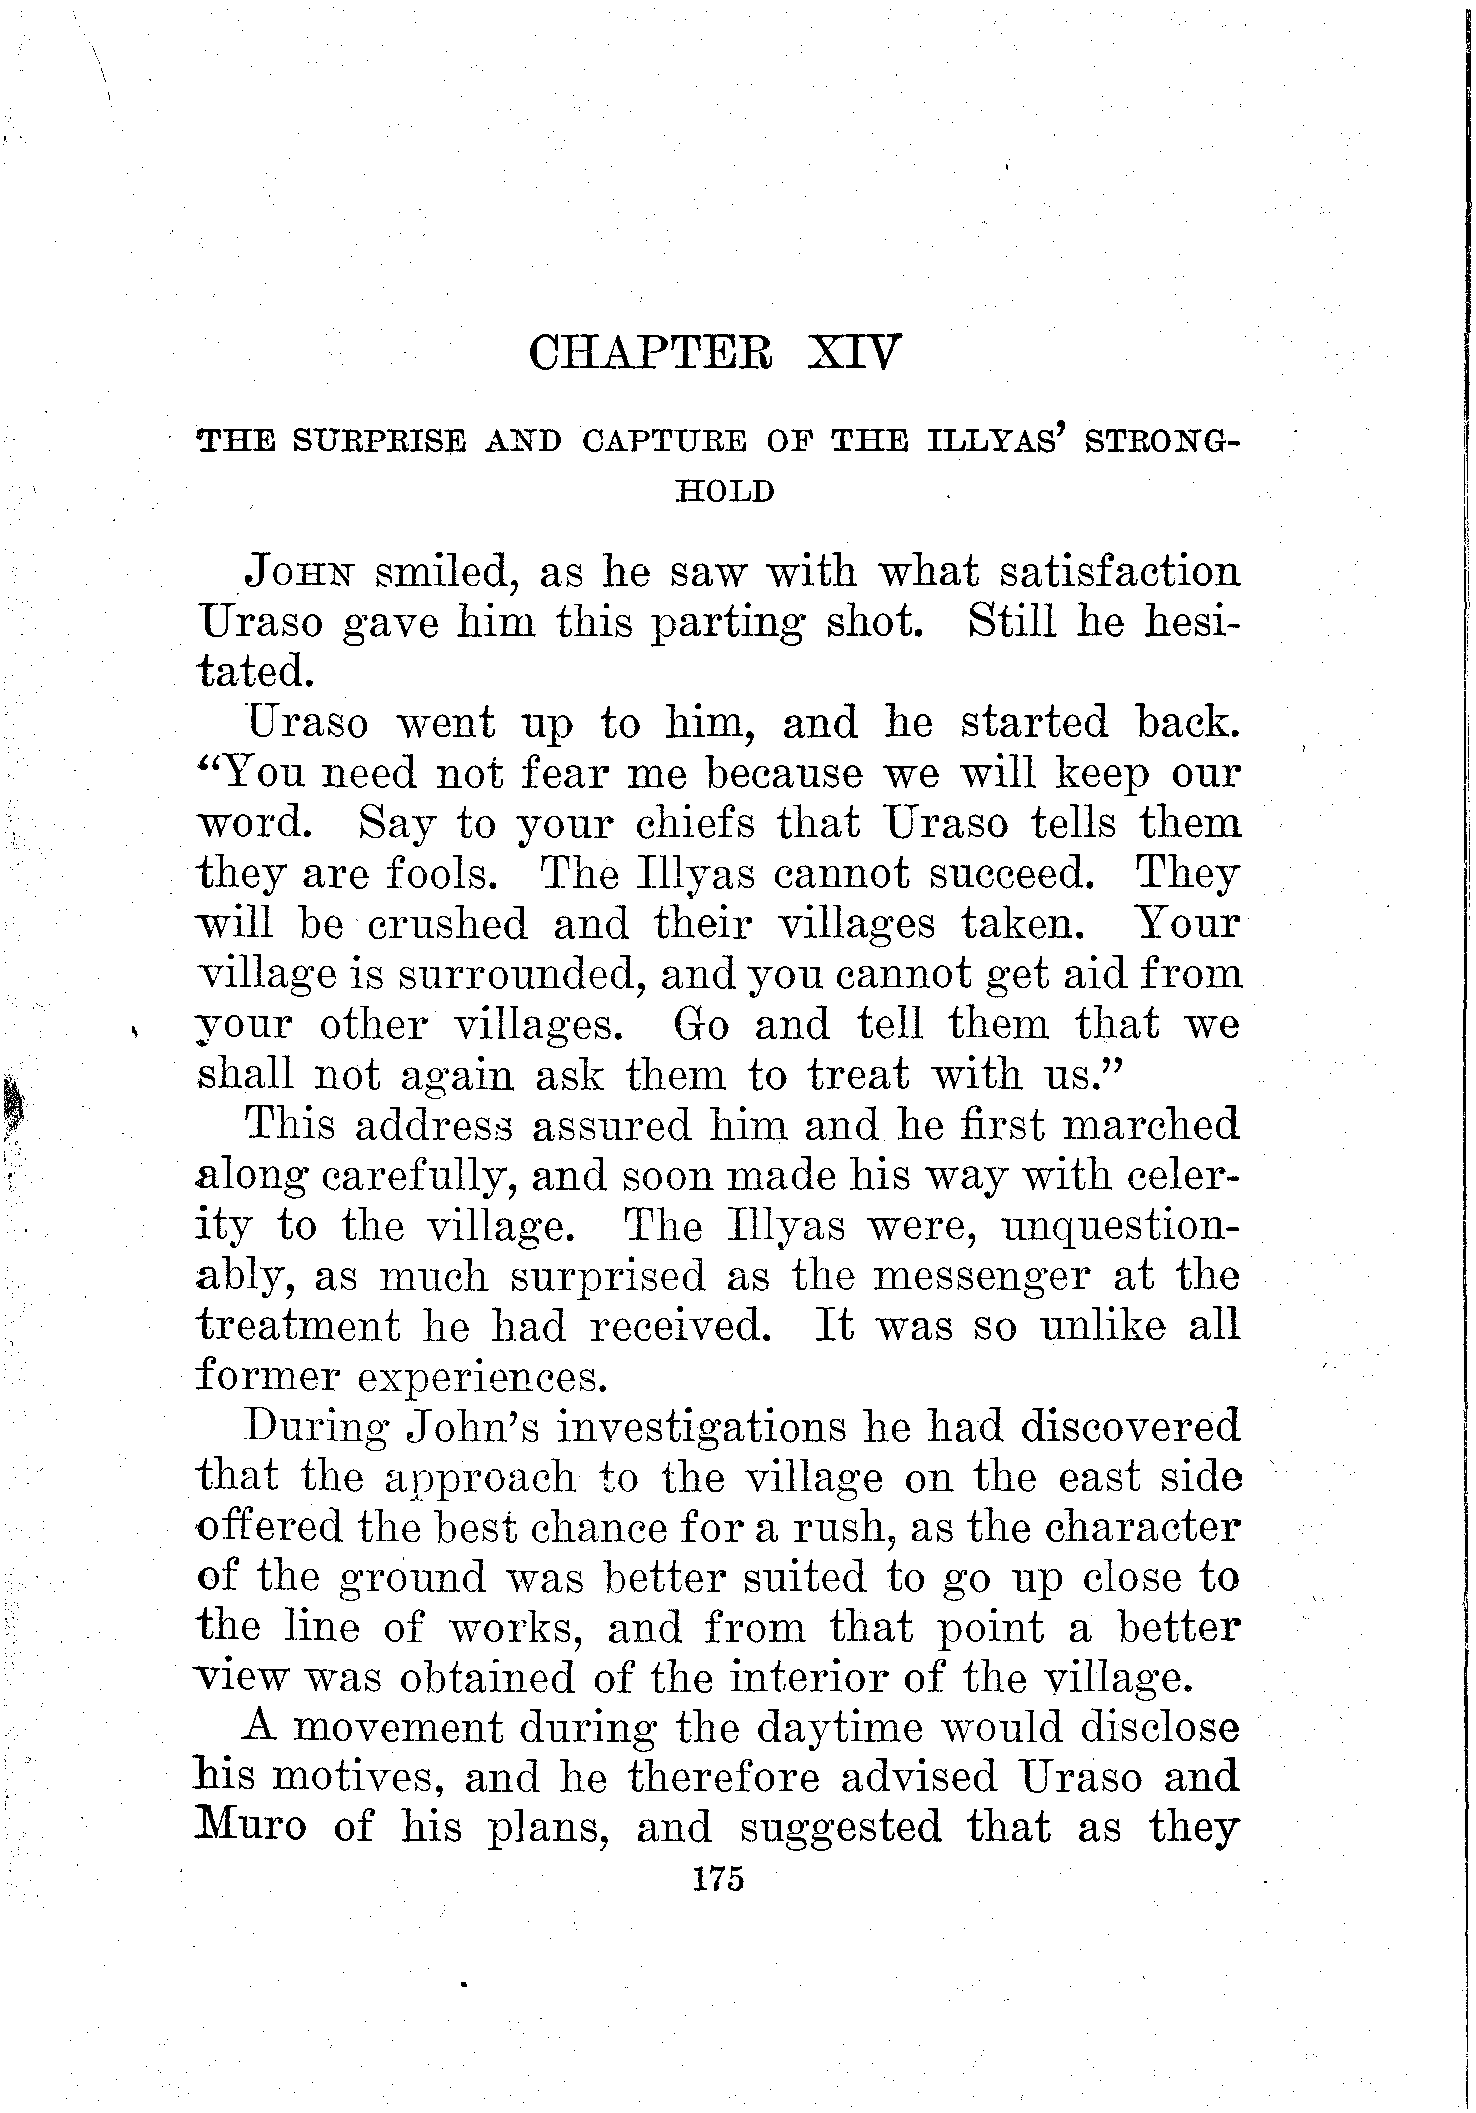 CHAPTER XIV
THE SURPRISE AND CAPTURE OF THE ILLYAS' STRONG-
HOLD
JOHN smiled, as he saw with what satisfaction
Uraso gave him this parting shot. Still he hesi-
tated.
Uraso went up to him, and he started back.
"You need not fear me because we will keep our
word. Say to your chiefs that Uraso tells them
they are fools. The Illyas cannot succeed. They
will be crushed and their villages taken. Your
village is surrounded, and you cannot get aid from
your other villages. Go and tell them that we
shall not again ask them to treat with us."
This address assured him and he first marched
along carefully, and soon made his way with celer-
ity to the village. The Illyas were, unquestion-
ably, as much surprised as the messenger at the
treatment he had received. It was so unlike all
former experiences.
During John's investigations he had discovered
that the approach to the village on the east side
offered the best chance for a rush, as the character
of the ground was better suited to go up close to
the line of works, and from that point a better
view was obtained of the interior of the village.
A movement during the daytime would disclose
his motives, and he therefore advised Uraso and
Muro of his plans, and suggested that as they
175